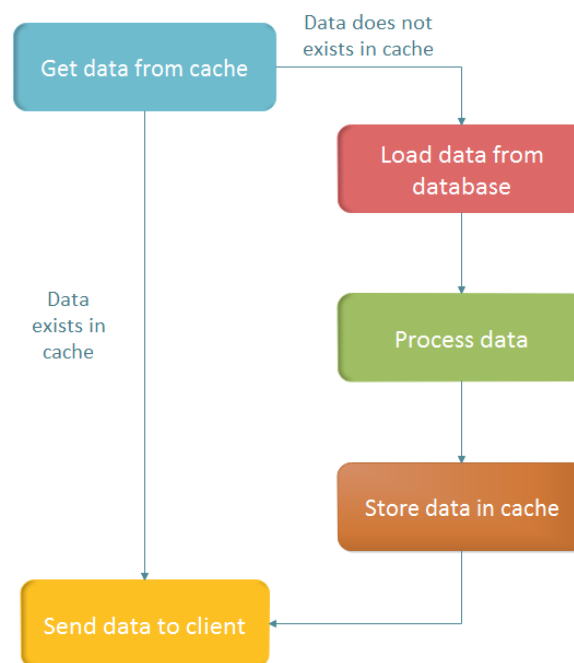 Data does not
exists in cache
Get data from cache
Load data from
database
Data
exists in
cache
Process data
Store data in cache
Send data to client